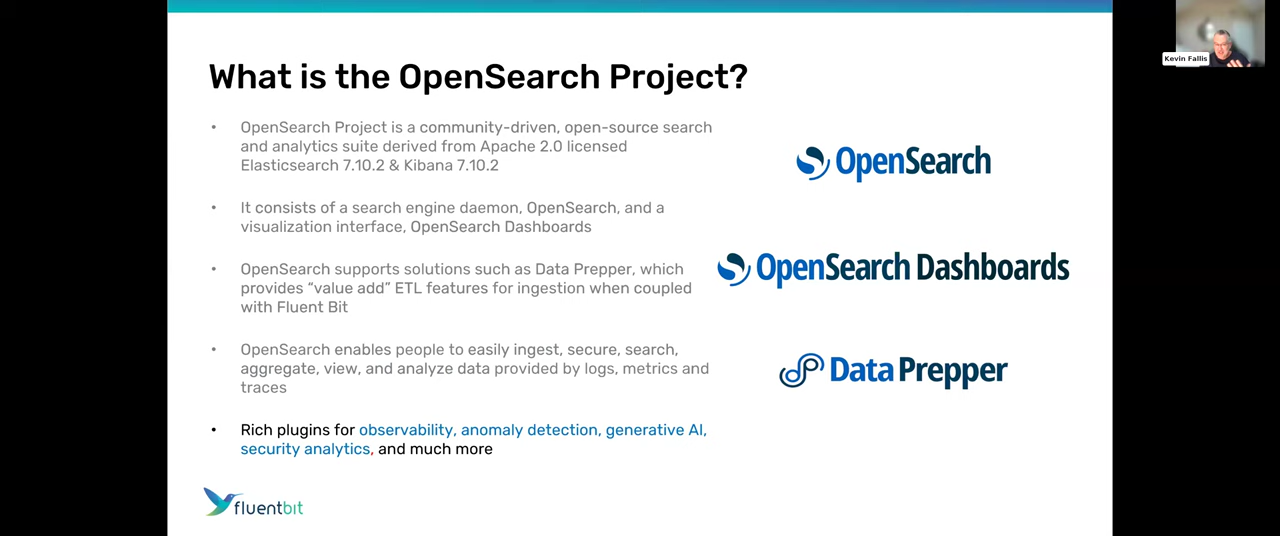 What is the OpenSearch Project?
Kevin Fallis
• OpenSearch Project is a community-driven, open-source search
and analytics suite derived from Apache 2.0 licensed
Elasticsearch 7.10.2 & Kibana 7.10.2
• It consists of a search engine daemon, OpenSearch, and a
visualization interface, OpenSearch Dashboards
• OpenSearch supports solutions such as Data Prepper, which
provides “value add” ETL features for ingestion when coupled
with Fluent Bit
• OpenSearch enables people to easily ingest, secure, search,
aggregate, view, and analyze data provided by logs, metrics and
traces
• Rich plugins for observability, anomaly detection, generative AI,
security analytics, and much more
OpenSearch
OpenSearch Dashboards
Data Prepper
fluentbit